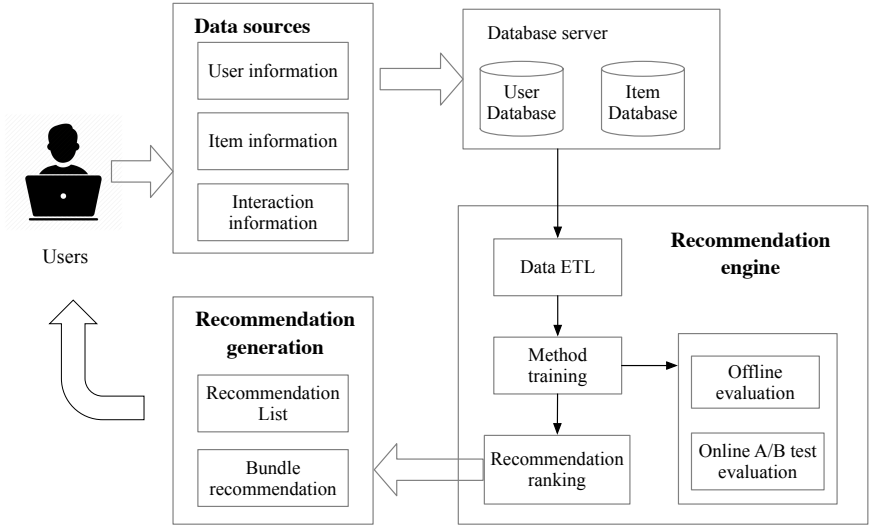 Data sources
User information
Item information
Interaction
information
Database server
User
Database
Item
Database
Users
Recommendation
engine
Data ETL
Method
training
Offline
evaluation
Online A/B test
evaluation
Recommendation
ranking
Recommendation
generation
Recommendation
List
Bundle
recommendation